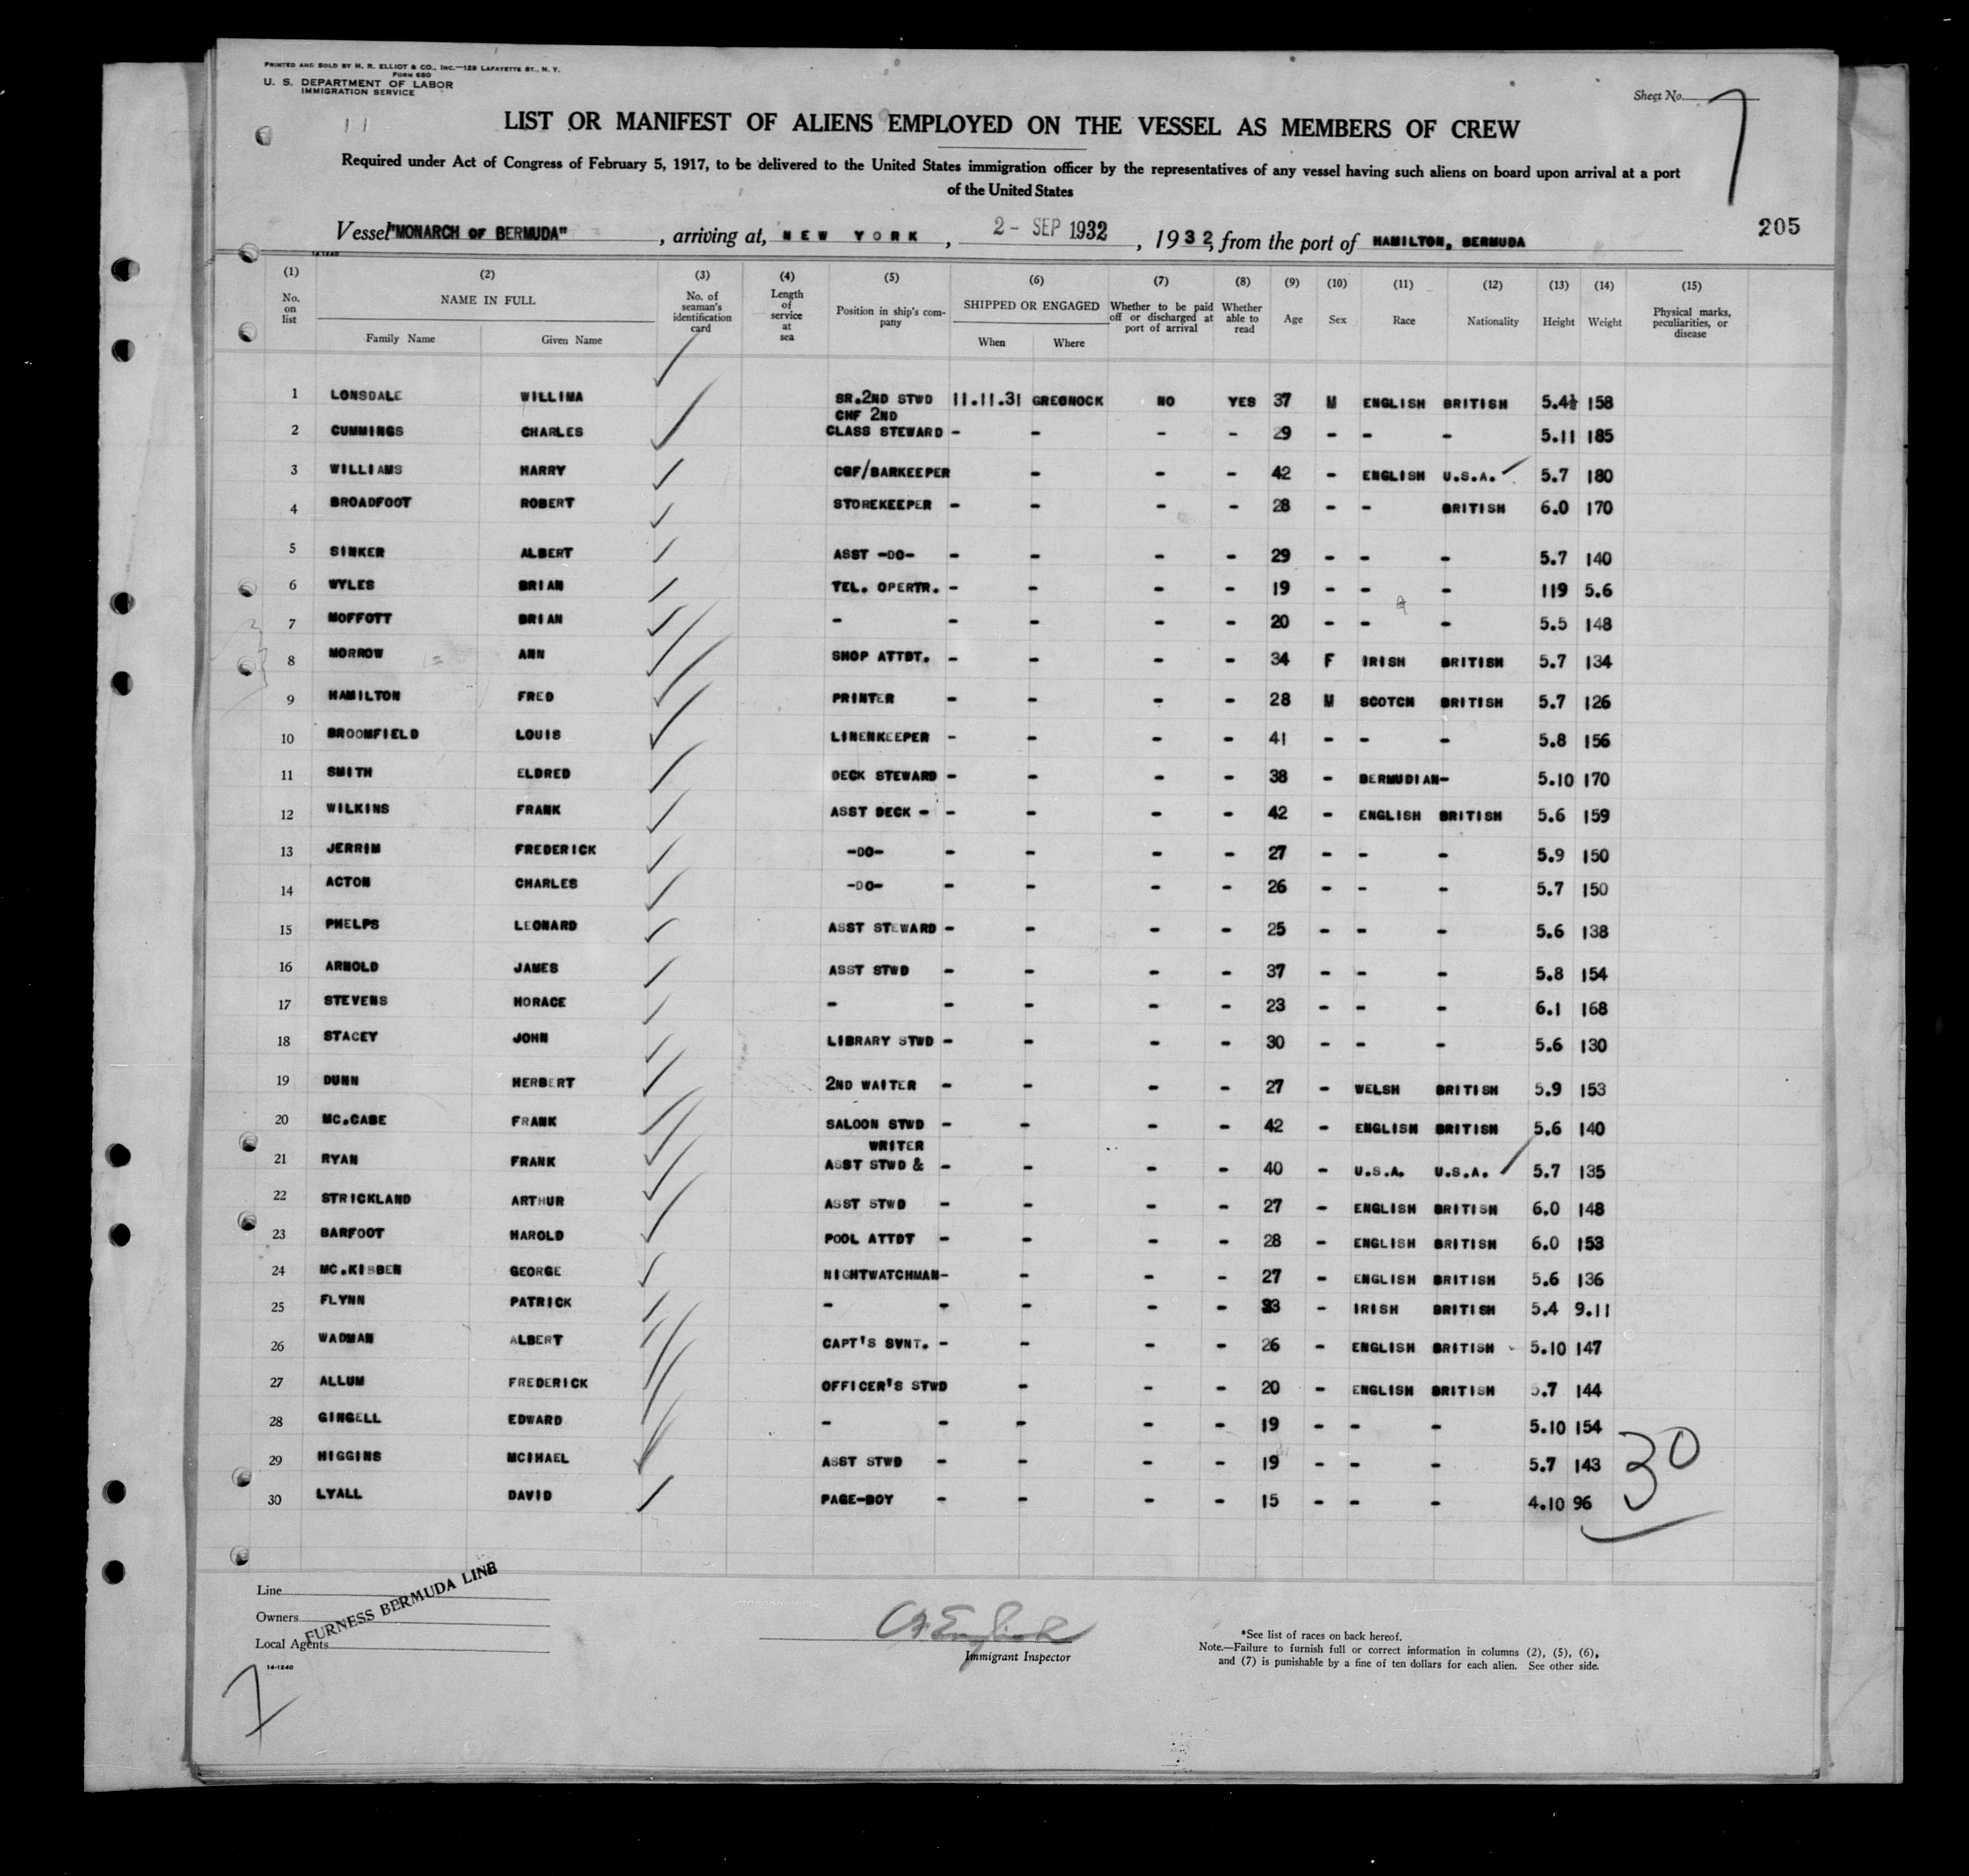 PRINTED AND SOLD BY H. R. ELLIOT & CO., INC.—129 LAFAYETTE ST., N. Y.
FORM 680
U. S. DEPARTMENT OF LABOR
IMMIGRATION SERVICE
Sheet No. 7
11
LIST OR MANIFEST OF ALIENS EMPLOYED ON THE VESSEL AS MEMBERS OF CREW
Required under Act of Congress of February 5, 1917, to be delivered to the United States immigration officer by the representatives of any vessel having such aliens on board upon arrival at a port
of the United States
Vessel "MONARCH OF BERMUDA", arriving at, NEW YORK, 2 - SEP 1932, 1932, from the port of HAMILTON, BERMUDA 205
14-1240
(1) (2) (3) (4) (5) (6) (7) (8) (9) (10) (11) (12) (13) (14) (15)
No. on list NAME IN FULL Family Name Given Name No. of seaman's identification card Length of service at sea Position in ship's company SHIPPED OR ENGAGED When Where Whether to be paid off or discharged at port of arrival Whether able to read Age Sex Race Nationality Height Weight Physical marks, peculiarities, or disease
1 LONSDALE WILLIMA SR.2ND STWD 11.11.31 GREGNOCK NO YES 37 M ENGLISH BRITISH 5.4½ 158
CHF 2ND
2 CUMMINGS CHARLES CLASS STEWARD - - - - 29 - - - 5.11 185
3 WILLIAMS HARRY CGF/BARKEEPER - - - 42 - ENGLISH U.S.A. 5.7 180
4 BROADFOOT ROBERT STOREKEEPER - - - - 28 - - BRITISH 6.0 170
5 SINKER ALBERT ASST -DO- - - - - 29 - - - 5.7 140
6 WYLES BRIAN TEL. OPERTR. - - - - 19 - - - 119 5.6
7 MOFFOTT BRIAN - - - - - 20 - - - 5.5 148
8 MORROW ANN SHOP ATTDT. - - - - 34 F IRISH BRITISH 5.7 134
9 HAMILTON FRED PRINTER - - - - 28 M SCOTCH BRITISH 5.7 126
10 BROOMFIELD LOUIS LINENKEEPER - - - - 41 - - - 5.8 156
11 SMITH ELDRED DECK STEWARD - - - - 38 - BERMUDIAN- 5.10 170
12 WILKINS FRANK ASST DECK - - - - - 42 - ENGLISH BRITISH 5.6 159
13 JERRIM FREDERICK -DO- - - - - 27 - - - 5.9 150
14 ACTON CHARLES -DO- - - - - 26 - - - 5.7 150
15 PHELPS LEONARD ASST STEWARD - - - - 25 - - - 5.6 138
16 ARNOLD JAMES ASST STWD - - - - 37 - - - 5.8 154
17 STEVENS HORACE - - - - - 23 - - - 6.1 168
18 STACEY JOHN LIBRARY STWD - - - - 30 - - - 5.6 130
19 DUNN HERBERT 2ND WAITER - - - - 27 - WELSH BRITISH 5.9 153
20 MC.CABE FRANK SALOON STWD - - - - 42 - ENGLISH BRITISH 5.6 140
WRITER
21 RYAN FRANK ASST STWD & - - - - 40 - U.S.A. U.S.A. 5.7 135
22 STRICKLAND ARTHUR ASST STWD - - - - 27 - ENGLISH BRITISH 6.0 148
23 BARFOOT HAROLD POOL ATTDT - - - - 28 - ENGLISH BRITISH 6.0 153
24 MC.KIBBEN GEORGE NIGHTWATCHMAN- - - - 27 - ENGLISH BRITISH 5.6 136
25 FLYNN PATRICK - - - - - - IRISH BRITISH 5.4 9.11
26 WADMAN ALBERT CAPT'S SVNT. - - - - 26 - ENGLISH BRITISH 5.10 147
27 ALLUM FREDERICK OFFICER'S STWD - - - 20 - ENGLISH BRITISH 5.7 144
28 GINGELL EDWARD - - - - - 19 - - - 5.10 154
29 HIGGINS MCIHAEL ASST STWD - - - - 19 - - - 5.7 143
30 LYALL DAVID PAGE-BOY - - - - 15 - - - 4.10 96
30
Line
Owners
Local Agents
FURNESS BERMUDA LINE
14-1240
Immigrant Inspector
*See list of races on back hereof.
Note.—Failure to furnish full or correct information in columns (2), (5), (6),
and (7) is punishable by a fine of ten dollars for each alien. See other side.
7